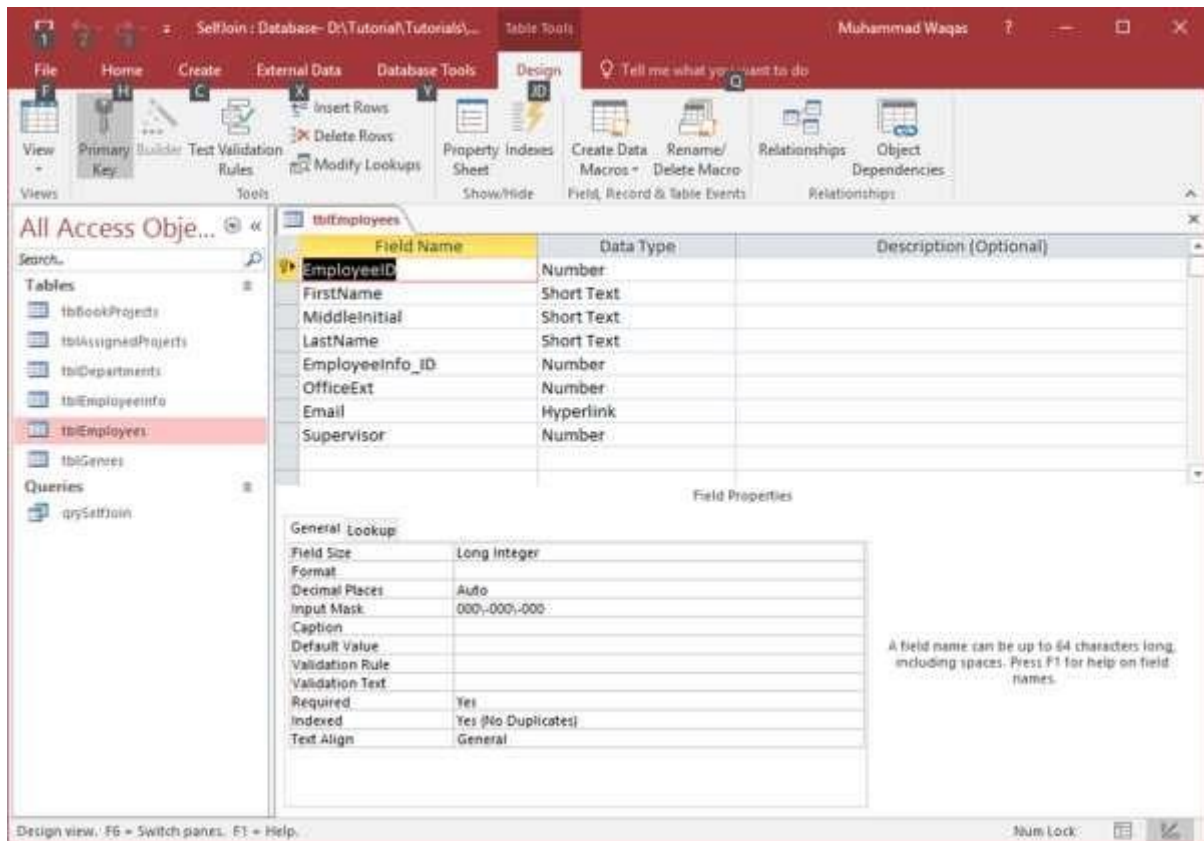 1 2 3 SelfJoin : Database- D:\Tutorial\Tutorials\... Table Tools Muhammad Waqas ?
File Home Create External Data Database Tools Design Tell me what you want to do
F H C X Y JD Q
View Primary Key Builder Test Validation Rules Insert Rows
Delete Rows
Modify Lookups
Property Sheet Indexes Create Data Macros Rename/ Delete Macro Relationships Object Dependencies
Views Tools Show/Hide Field, Record & Table Events Relationships
All Access Obje... «
Search...
Tables
tblBookProjects
tblAssignedProjects
tblDepartments
tblEmployeeInfo
tblEmployees
tblGenres
Queries
qrySelfJoin
tblEmployees
Field Name Data Type Description (Optional)
EmployeeID Number
FirstName Short Text
MiddleInitial Short Text
LastName Short Text
EmployeeInfo_ID Number
OfficeExt Number
Email Hyperlink
Supervisor Number
Field Properties
General Lookup
Field Size Long Integer
Format
Decimal Places Auto
Input Mask 000\-000\-000
Caption
Default Value
Validation Rule
Validation Text
Required Yes
Indexed Yes (No Duplicates)
Text Align General
A field name can be up to 64 characters long,
including spaces. Press F1 for help on field
names.
Design view. F6 = Switch panes. F1 = Help. Num Lock